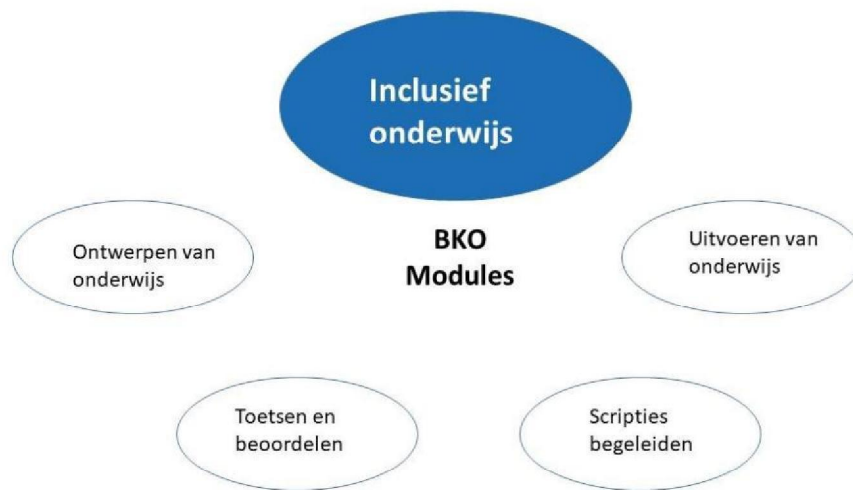 Inclusief
onderwijs
BKO
Modules
Ontwerpen van
onderwijs
Uitvoeren van
onderwijs
Toetsen en
beoordelen
Scripties
begeleiden